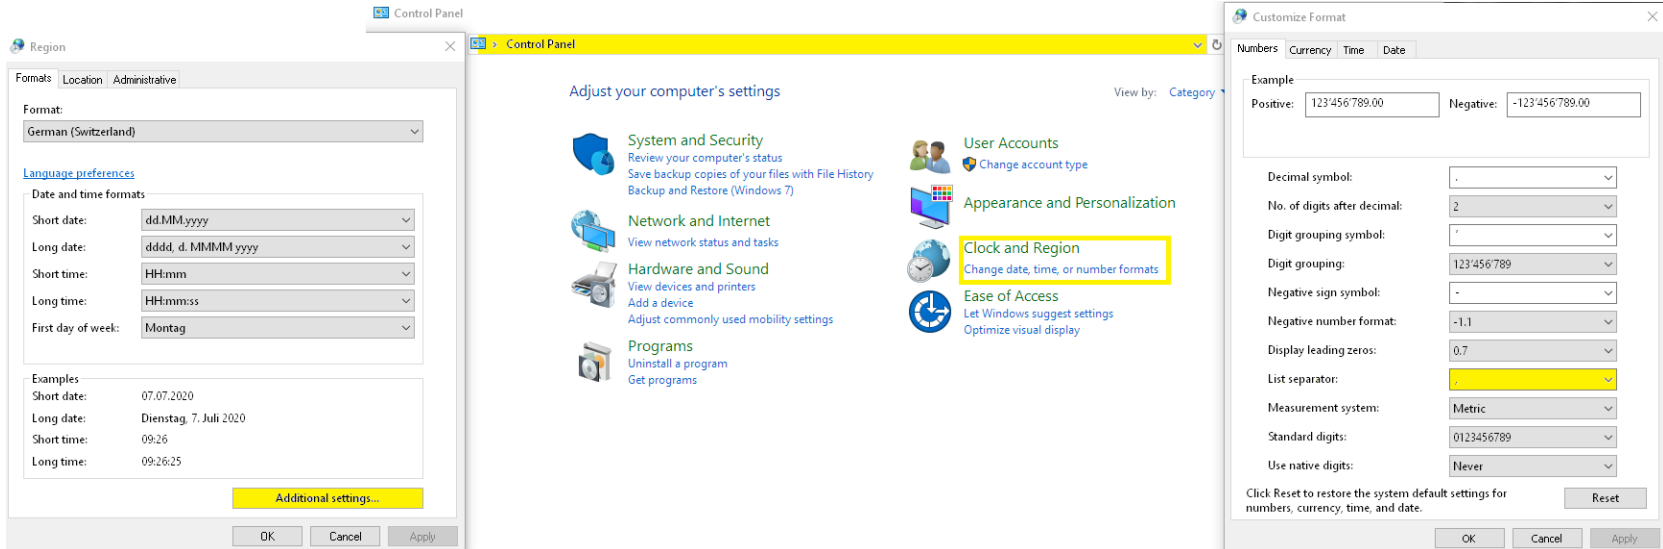 Region
Formats
Location
Administrative
Format:
German (Switzerland)
Language preferences
Date and time formats
Short date:
dd.MM.yyyy
Long date:
dddd, d. MMMM yyyy
Short time:
HH:mm
Long time:
HH:mm:ss
First day of week:
Montag
Examples
Short date:
07.07.2020
Long date:
Dienstag, 7. Juli 2020
Short time:
09:26
Long time:
09:26:25
Additional settings...
OK
Cancel
Apply
Control Panel
Control Panel
Adjust your computer's settings
View by:
Category
System and Security
Review your computer's status
Save backup copies of your files with File History
Backup and Restore (Windows 7)
Network and Internet
View network status and tasks
Hardware and Sound
View devices and printers
Add a device
Adjust commonly used mobility settings
Programs
Uninstall a program
Get programs
User Accounts
Change account type
Appearance and Personalization
Clock and Region
Change date, time, or number formats
Ease of Access
Let Windows suggest settings
Optimize visual display
Customize Format
Numbers
Currency
Time
Date
Example
Positive:
123'456'789.00
Negative:
-123'456'789.00
Decimal symbol:
.
No. of digits after decimal:
2
Digit grouping symbol:
'
Digit grouping:
123'456'789
Negative sign symbol:
-
Negative number format:
-1.1
Display leading zeros:
0.7
List separator:
,
Measurement system:
Metric
Standard digits:
0123456789
Use native digits:
Never
Click Reset to restore the system default settings for
numbers, currency, time, and date.
Reset
OK
Cancel
Apply